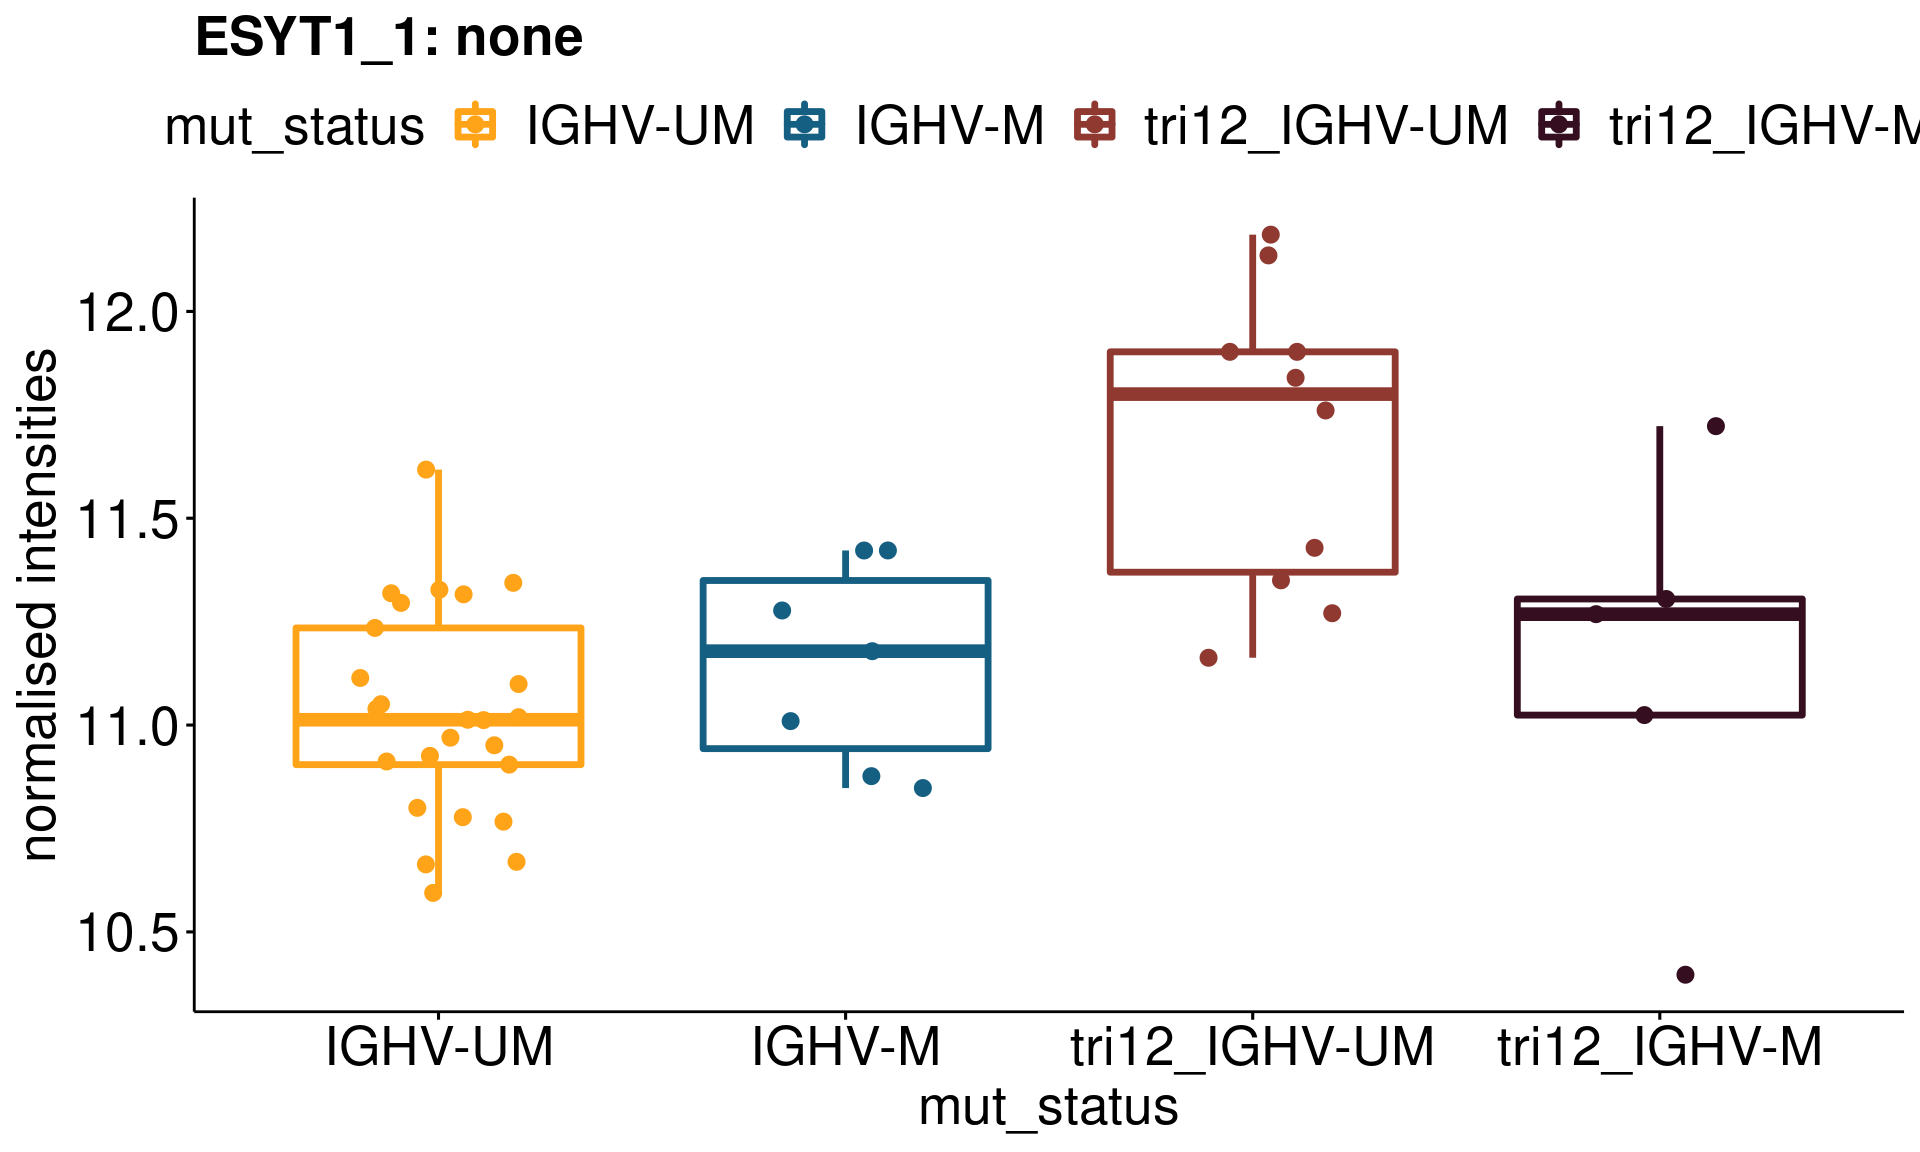 ESYT1_1: none
mut_status IGHV-UM IGHV-M tri12_IGHV-UM tri12_IGHV-M
normalised intensities
12.0
11.5
11.0
10.5
IGHV-UM IGHV-M tri12_IGHV-UM tri12_IGHV-M
mut_status